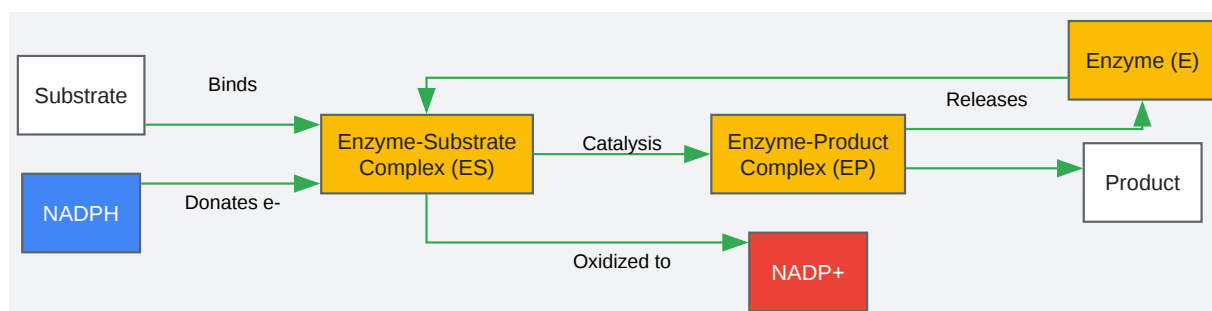 Substrate
Binds
Enzyme (E)
Releases
Enzyme-Substrate
Complex (ES)
Catalysis
Enzyme-Product
Complex (EP)
Product
NADPH
Donates e-
Oxidized to
NADP+